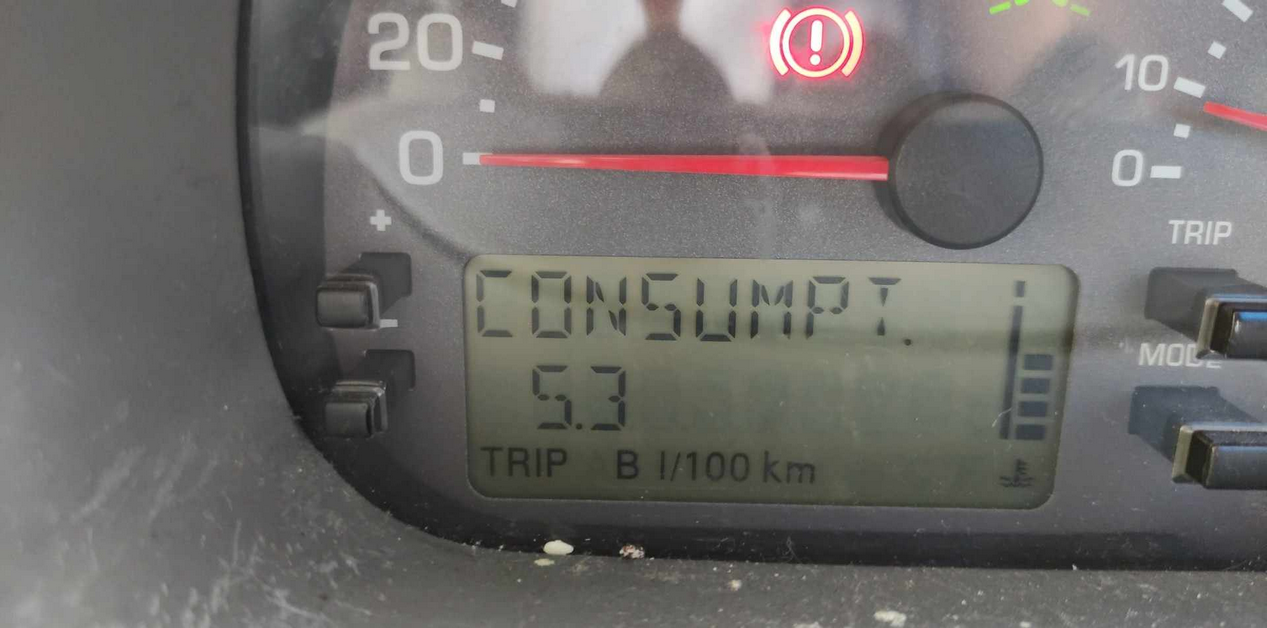 20
0
+
-
10
0
TRIP
MODE
CONSUMPT.
5.3
TRIP B l/100 km